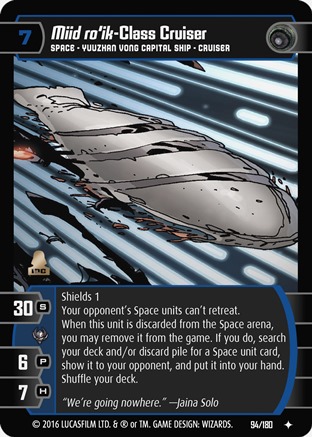 7
Miid ro'ik-Class Cruiser
SPACE - YUUZHAN VONG CAPITAL SHIP - CRUISER
30 S
6 P
7 H
Shields 1
Your opponent's Space units can't retreat.
When this unit is discarded from the Space arena,
you may remove it from the game. If you do, search
your deck and/or discard pile for a Space unit card,
show it to your opponent, and put it into your hand.
Shuffle your deck.
"We're going nowhere." —Jaina Solo
© 2016 LUCASFILM LTD. & ® or TM. GAME DESIGN: WIZARDS.
94/180